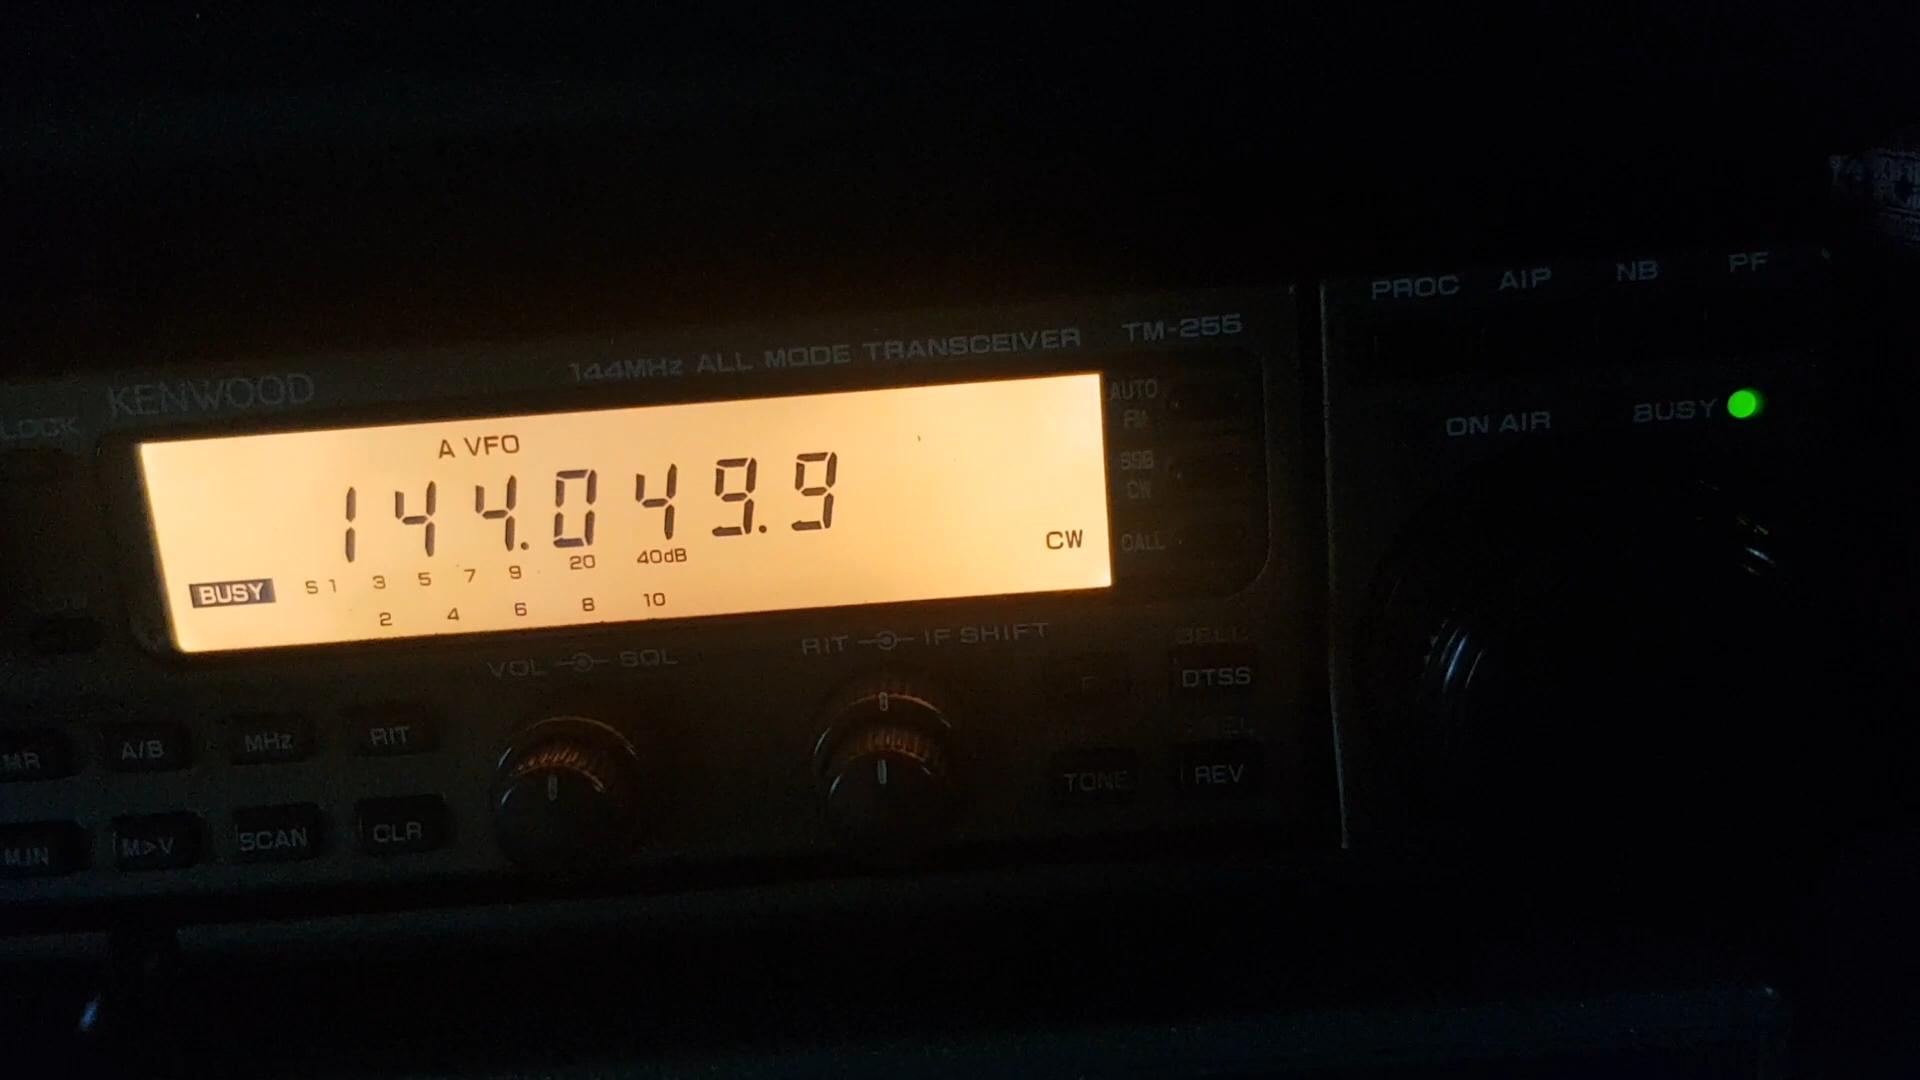 PROC AIP NB PF
144MHz ALL MODE TRANSCEIVER TM-255
KENWOOD
LOCK
AUTO
FM
ON AIR BUSY
A VFO
144.049.9
SSB
CW
CW
CALL
S 1 3 5 7 9 20 40dB
BUSY
2 4 6 8 10
VOL SQL
RIT IF SHIFT
BELL
DTSS
F
MR A/B MHz RIT
TONE REV
M.IN M>V SCAN CLR